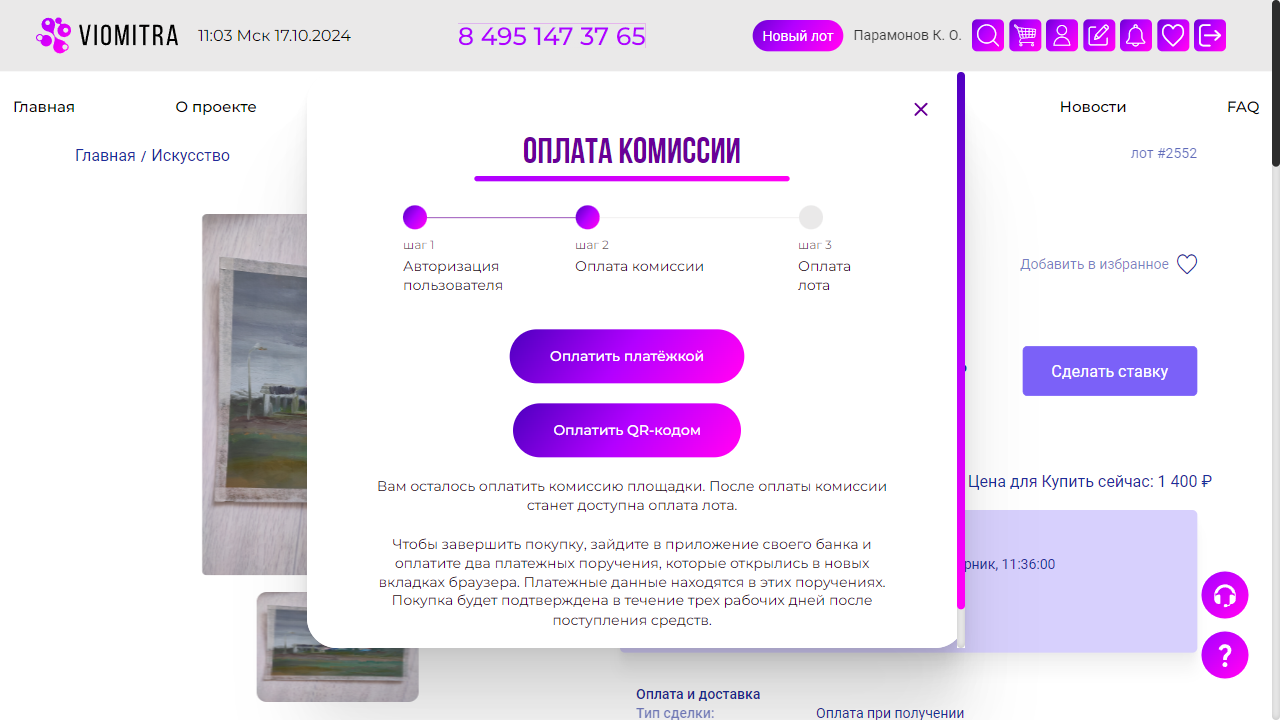 VIOMITRA
11:03 Мск 17.10.2024
8 495 147 37 65
Новый лот
Парамонов К. О.
Главная
О проекте
Новости
FAQ
Главная / Искусство
лот #2552
ОПЛАТА КОМИССИИ
шаг 1
шаг 2
шаг 3
Авторизация
пользователя
Оплата комиссии
Оплата
лота
Добавить в избранное
Оплатить платёжкой
Сделать ставку
Оплатить QR-кодом
Вам осталось оплатить комиссию площадки. После оплаты комиссии
станет доступна оплата лота.
Цена для Купить сейчас: 1 400 ₽
Чтобы завершить покупку, зайдите в приложение своего банка и
оплатите два платежных поручения, которые открылись в новых
вкладках браузера. Платежные данные находятся в этих поручениях.
Покупка будет подтверждена в течение трех рабочих дней после
поступления средств.
рник, 11:36:00
?
Оплата и доставка
Тип сделки:
Оплата при получении